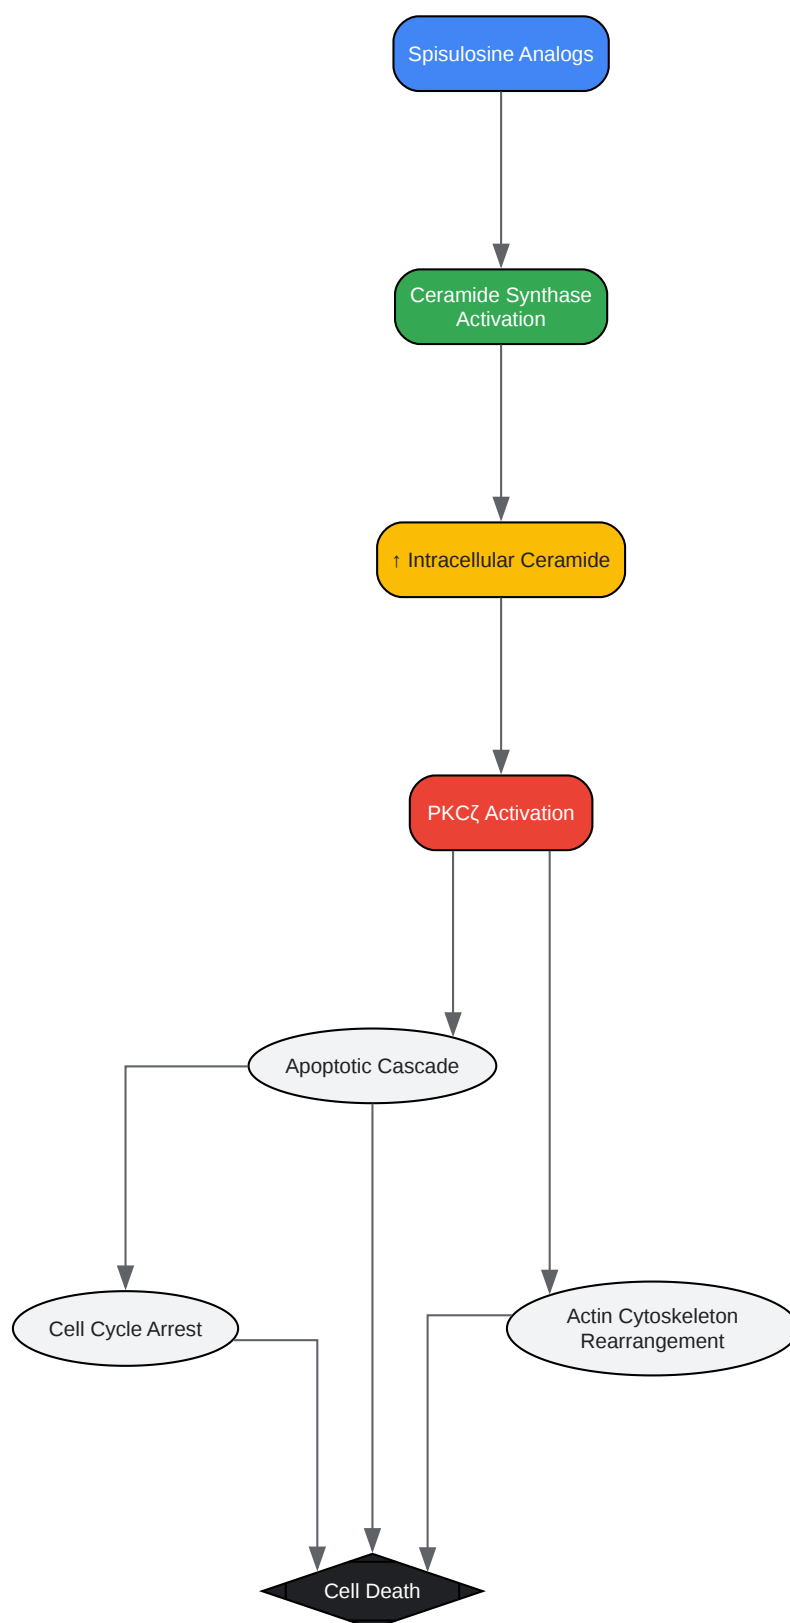 Spisulosine Analogs
Ceramide Synthase
Activation
↑ Intracellular Ceramide
PKCζ Activation
Apoptotic Cascade
Cell Cycle Arrest
Actin Cytoskeleton
Rearrangement
Cell Death